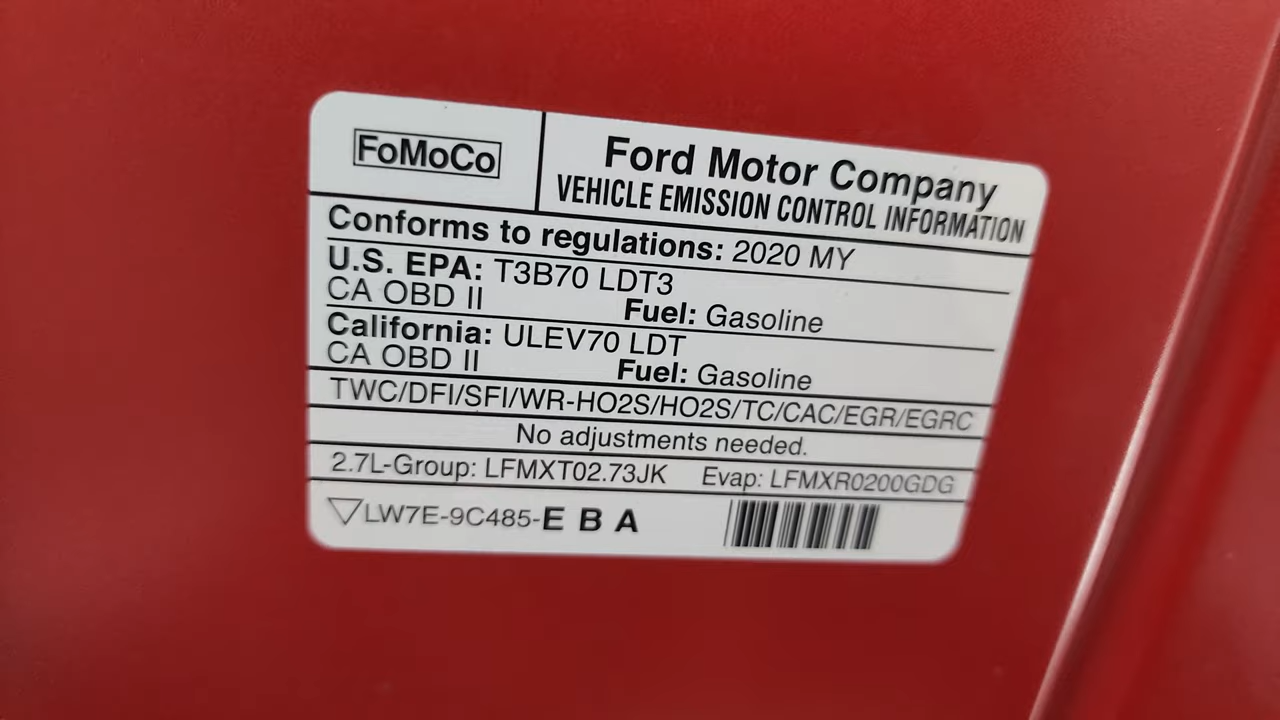 FoMoCo
Ford Motor Company
VEHICLE EMISSION CONTROL INFORMATION
Conforms to regulations: 2020 MY
U.S. EPA: T3B70 LDT3
CA OBD II Fuel: Gasoline
California: ULEV70 LDT
CA OBD II Fuel: Gasoline
TWC/DFI/SFI/WR-HO2S/HO2S/TC/CAC/EGR/EGRC
No adjustments needed.
2.7L-Group: LFMXT02.73JK Evap: LFMXR0200GDG
LW7E-9C485-E B A